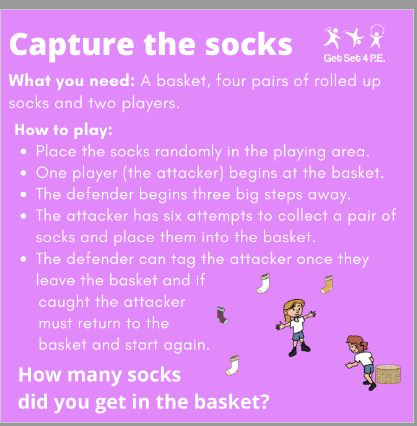 Capture the socks
Get Set 4 P.E.
What you need: A basket, four pairs of rolled up
socks and two players.
How to play:
• Place the socks randomly in the playing area.
• One player (the attacker) begins at the basket.
• The defender begins three big steps away.
• The attacker has six attempts to collect a pair of
socks and place them into the basket.
• The defender can tag the attacker once they
leave the basket and if
caught the attacker
must return to the
basket and start again.
How many socks
did you get in the basket?